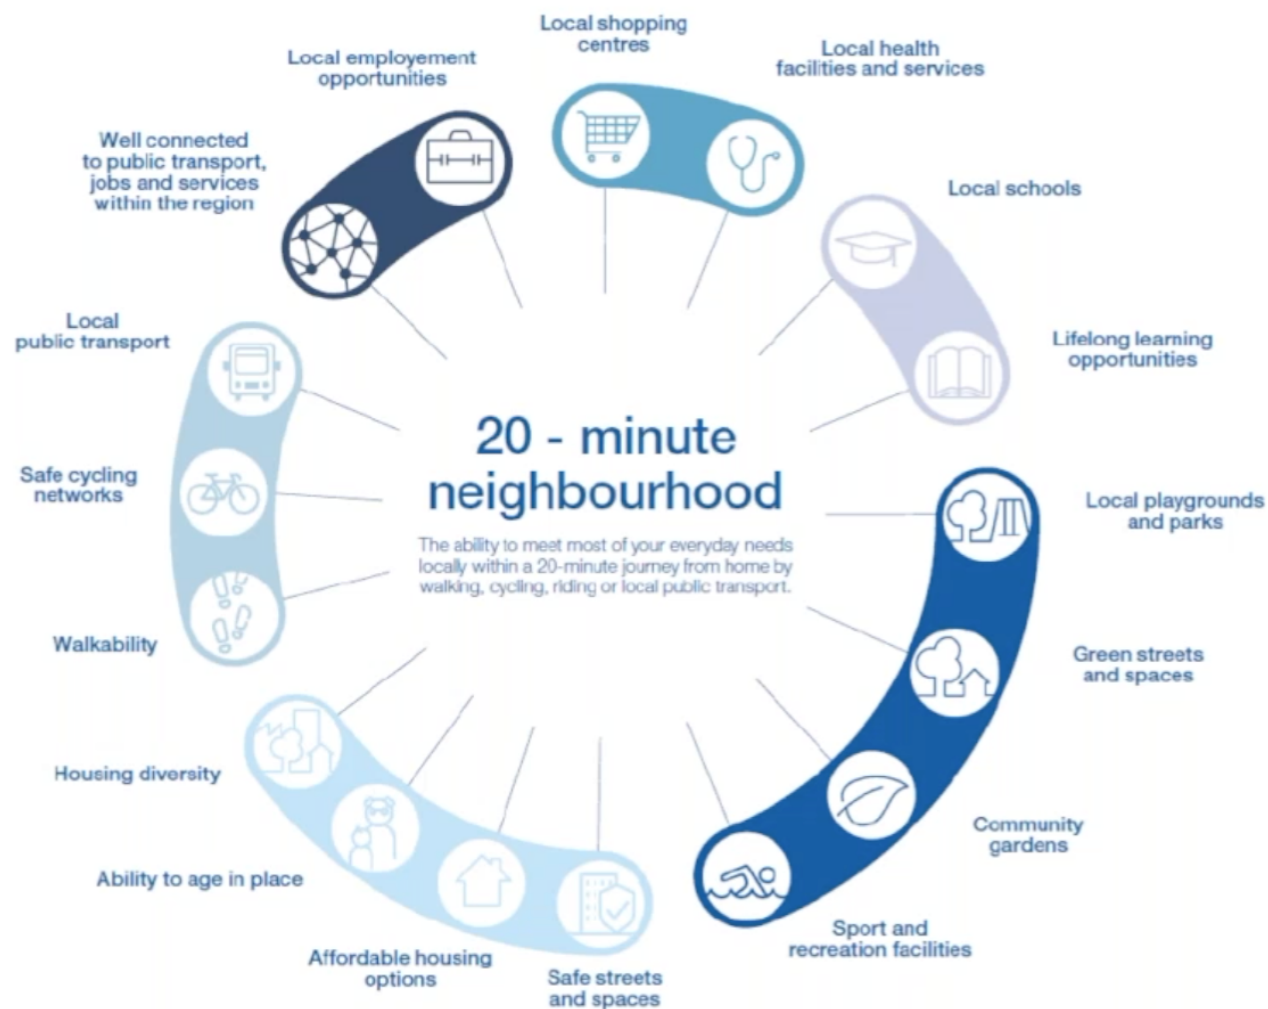 Local shopping
centres
Local health
facilities and services
Local schools
Lifelong learning
opportunities
Local playgrounds
and parks
Green streets
and spaces
Community
gardens
Sport and
recreation facilities
Safe streets
and spaces
Affordable housing
options
Ability to age in place
Housing diversity
Walkability
Safe cycling
networks
Local
public transport
Well connected
to public transport,
jobs and services
within the region
Local employement
opportunities
20 - minute
neighbourhood
The ability to meet most of your everyday needs
locally within a 20-minute journey from home by
walking, cycling, riding or local public transport.